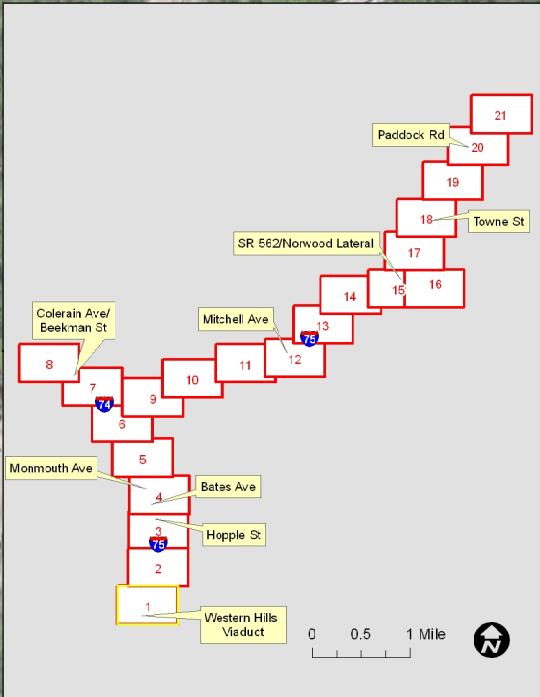 21
Paddock Rd
20
19
18
Towne St
SR 562/Norwood Lateral
17
15
16
14
Colerain Ave/
Beekman St
Mitchell Ave
13
75
8
12
11
7
10
74
9
6
5
Monmouth Ave
Bates Ave
4
3
Hopple St
75
2
1
Western Hills
Viaduct
0 0.5 1 Mile
N